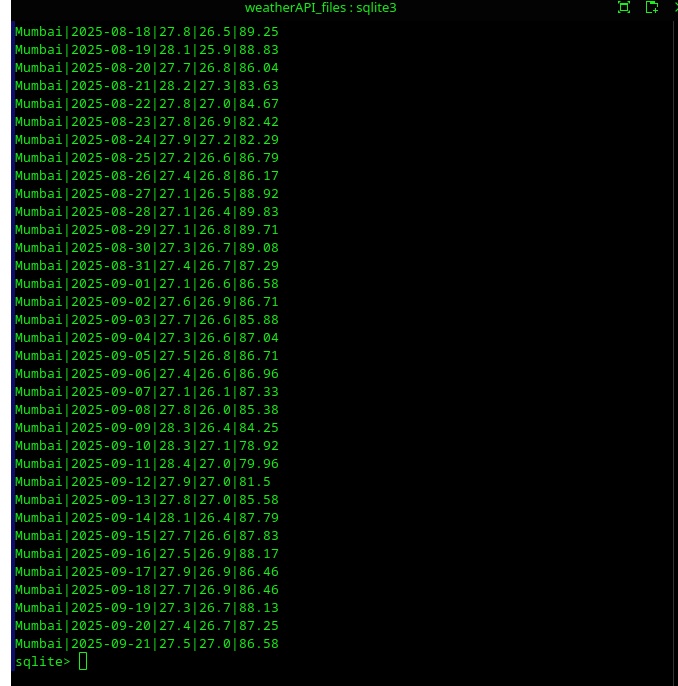 weatherAPI_files : sqlite3
Mumbai|2025-08-18|27.8|26.5|89.25
Mumbai|2025-08-19|28.1|25.9|88.83
Mumbai|2025-08-20|27.7|26.8|86.04
Mumbai|2025-08-21|28.2|27.3|83.63
Mumbai|2025-08-22|27.8|27.0|84.67
Mumbai|2025-08-23|27.8|26.9|82.42
Mumbai|2025-08-24|27.9|27.2|82.29
Mumbai|2025-08-25|27.2|26.6|86.79
Mumbai|2025-08-26|27.4|26.8|86.17
Mumbai|2025-08-27|27.1|26.5|88.92
Mumbai|2025-08-28|27.1|26.4|89.83
Mumbai|2025-08-29|27.1|26.8|89.71
Mumbai|2025-08-30|27.3|26.7|89.08
Mumbai|2025-08-31|27.4|26.7|87.29
Mumbai|2025-09-01|27.1|26.6|86.58
Mumbai|2025-09-02|27.6|26.9|86.71
Mumbai|2025-09-03|27.7|26.6|85.88
Mumbai|2025-09-04|27.3|26.6|87.04
Mumbai|2025-09-05|27.5|26.8|86.71
Mumbai|2025-09-06|27.4|26.6|86.96
Mumbai|2025-09-07|27.1|26.1|87.33
Mumbai|2025-09-08|27.8|26.0|85.38
Mumbai|2025-09-09|28.3|26.4|84.25
Mumbai|2025-09-10|28.3|27.1|78.92
Mumbai|2025-09-11|28.4|27.0|79.96
Mumbai|2025-09-12|27.9|27.0|81.5
Mumbai|2025-09-13|27.8|27.0|85.58
Mumbai|2025-09-14|28.1|26.4|87.79
Mumbai|2025-09-15|27.7|26.6|87.83
Mumbai|2025-09-16|27.5|26.9|88.17
Mumbai|2025-09-17|27.9|26.9|86.46
Mumbai|2025-09-18|27.7|26.9|86.46
Mumbai|2025-09-19|27.3|26.7|88.13
Mumbai|2025-09-20|27.4|26.7|87.25
Mumbai|2025-09-21|27.5|27.0|86.58
sqlite>